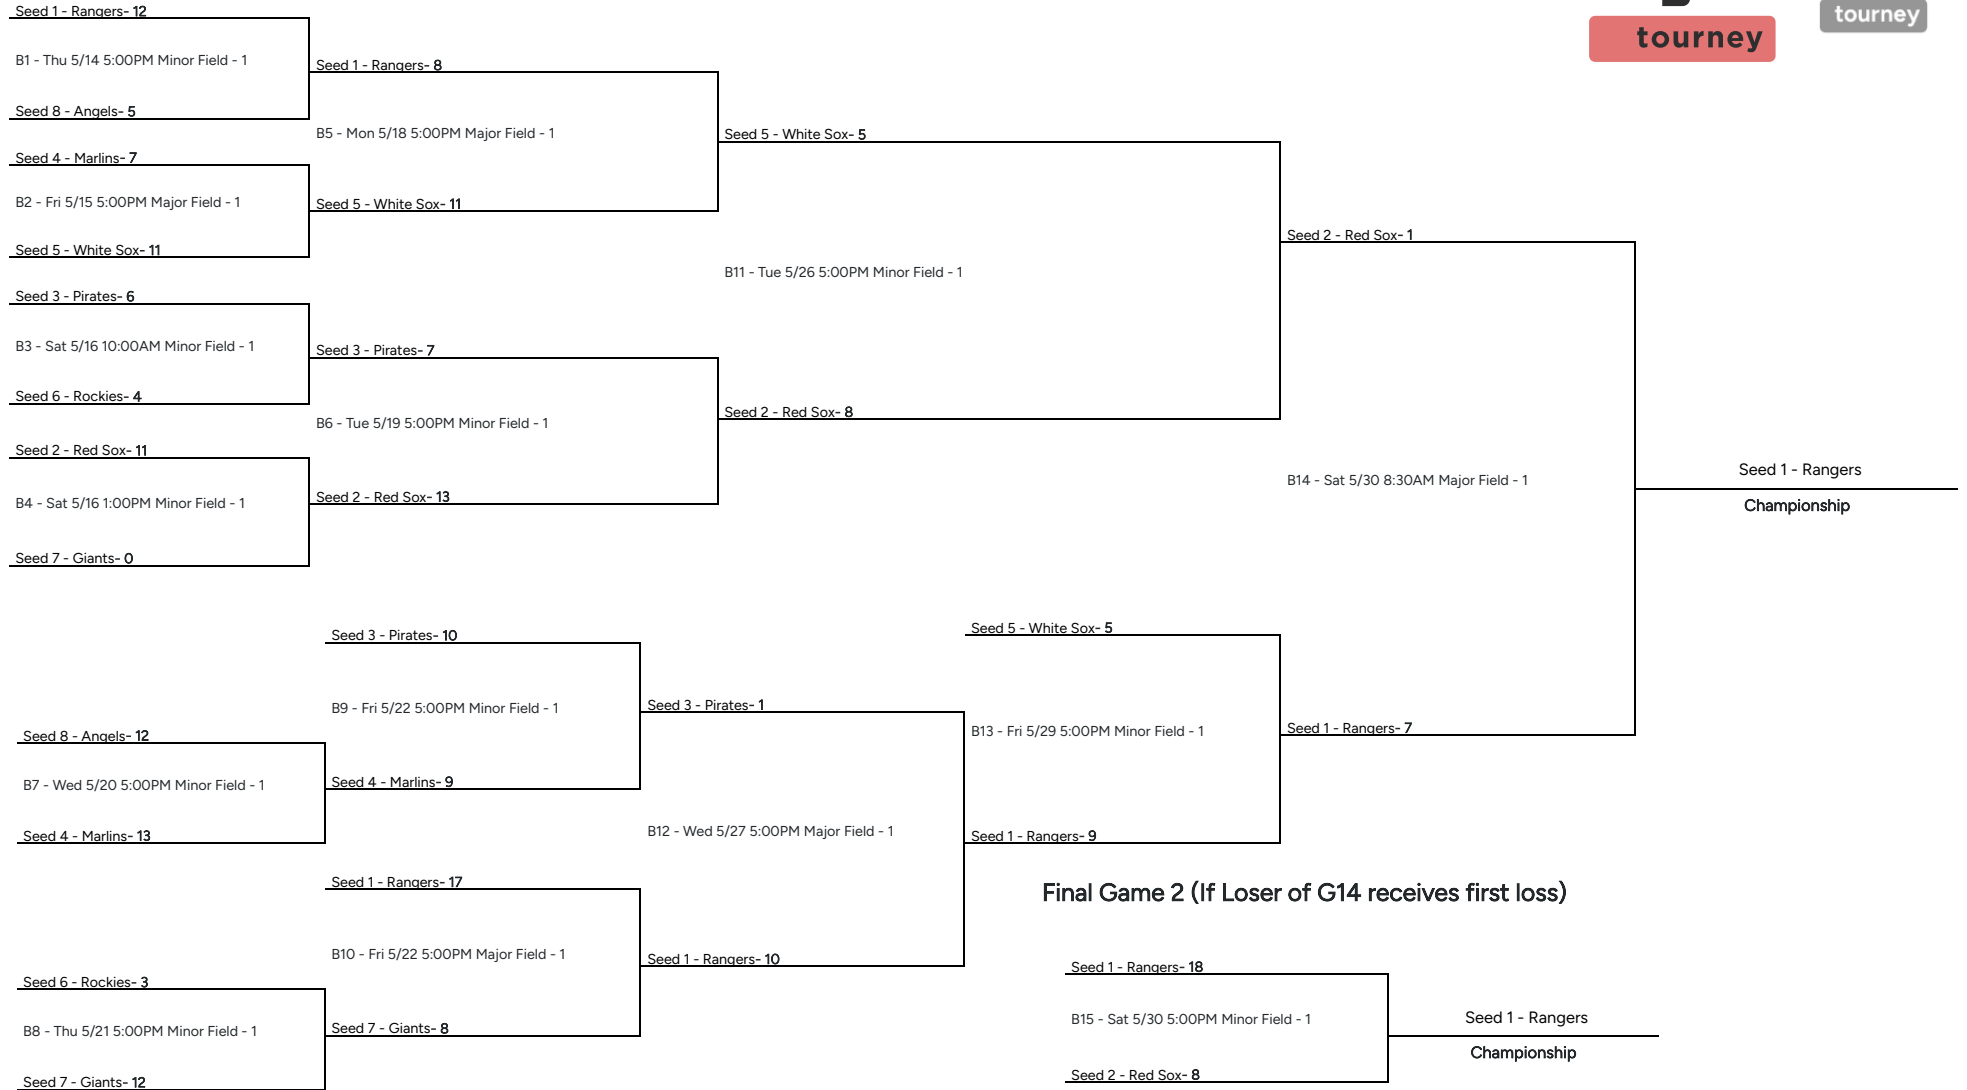 Seed 1 - Rangers- 12
tourney
tourney
B1 - Thu 5/14 5:00PM Minor Field - 1
Seed 1 - Rangers- 8
Seed 8 - Angels- 5
B5 - Mon 5/18 5:00PM Major Field - 1
Seed 5 - White Sox- 5
Seed 4 - Marlins- 7
B2 - Fri 5/15 5:00PM Major Field - 1
Seed 5 - White Sox- 11
Seed 5 - White Sox- 11
Seed 2 - Red Sox- 1
B11 - Tue 5/26 5:00PM Minor Field - 1
Seed 3 - Pirates- 6
B3 - Sat 5/16 10:00AM Minor Field - 1
Seed 3 - Pirates- 7
Seed 6 - Rockies- 4
Seed 2 - Red Sox- 8
B6 - Tue 5/19 5:00PM Minor Field - 1
Seed 2 - Red Sox- 11
Seed 1 - Rangers
B14 - Sat 5/30 8:30AM Major Field - 1
B4 - Sat 5/16 1:00PM Minor Field - 1
Seed 2 - Red Sox- 13
Championship
Seed 7 - Giants- 0
Seed 3 - Pirates- 10
Seed 5 - White Sox- 5
B9 - Fri 5/22 5:00PM Minor Field - 1
Seed 3 - Pirates- 1
Seed 8 - Angels- 12
B13 - Fri 5/29 5:00PM Minor Field - 1
Seed 1 - Rangers- 7
B7 - Wed 5/20 5:00PM Minor Field - 1
Seed 4 - Marlins- 9
Seed 4 - Marlins- 13
B12 - Wed 5/27 5:00PM Major Field - 1
Seed 1 - Rangers- 9
Seed 1 - Rangers- 17
Final Game 2 (If Loser of G14 receives first loss)
B10 - Fri 5/22 5:00PM Major Field - 1
Seed 1 - Rangers- 10
Seed 6 - Rockies- 3
Seed 1 - Rangers- 18
B8 - Thu 5/21 5:00PM Minor Field - 1
Seed 7 - Giants- 8
B15 - Sat 5/30 5:00PM Minor Field - 1
Seed 1 - Rangers
Championship
Seed 7 - Giants- 12
Seed 2 - Red Sox- 8